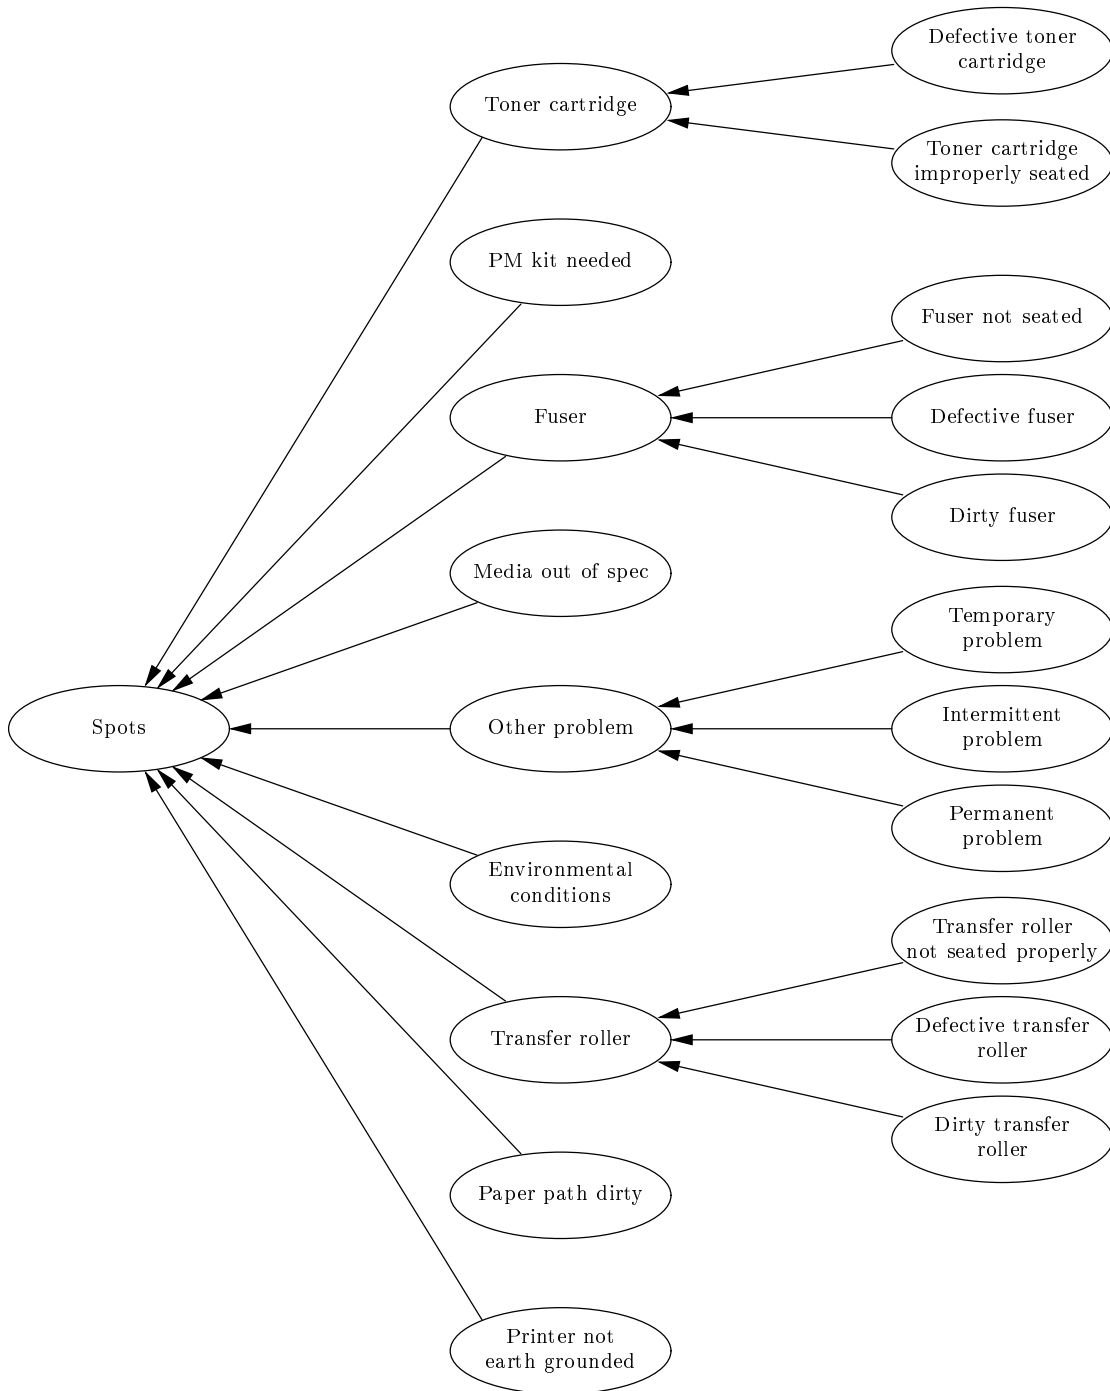 Defective toner
cartridge
Toner cartridge
Toner cartridge
improperly seated
PM kit needed
Fuser not seated
Fuser
Defective fuser
Dirty fuser
Media out of spec
Temporary
problem
Spots
Other problem
Intermittent
problem
Permanent
problem
Environmental
conditions
Transfer roller
not seated properly
Transfer roller
Defective transfer
roller
Dirty transfer
roller
Paper path dirty
Printer not
earth grounded